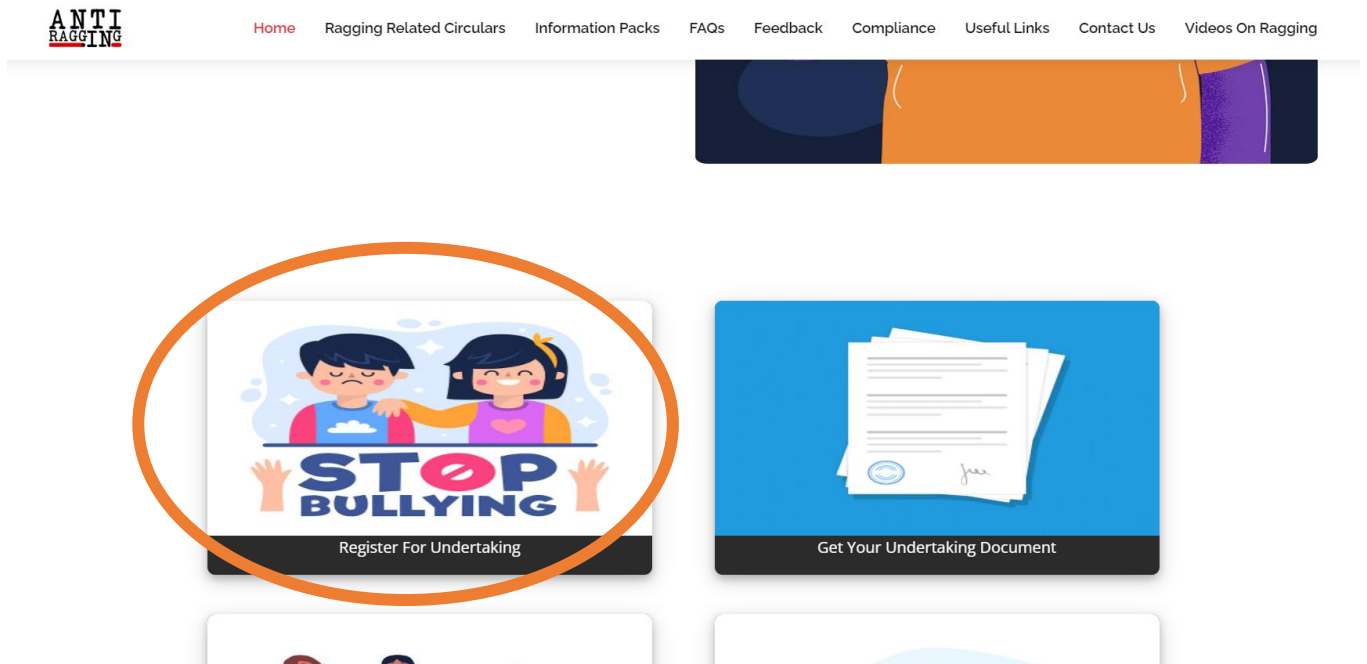 ANTI
RAGGING
Home Ragging Related Circulars Information Packs FAQs Feedback Compliance Useful Links Contact Us Videos On Ragging
STOP
BULLYING
Register For Undertaking
Get Your Undertaking Document